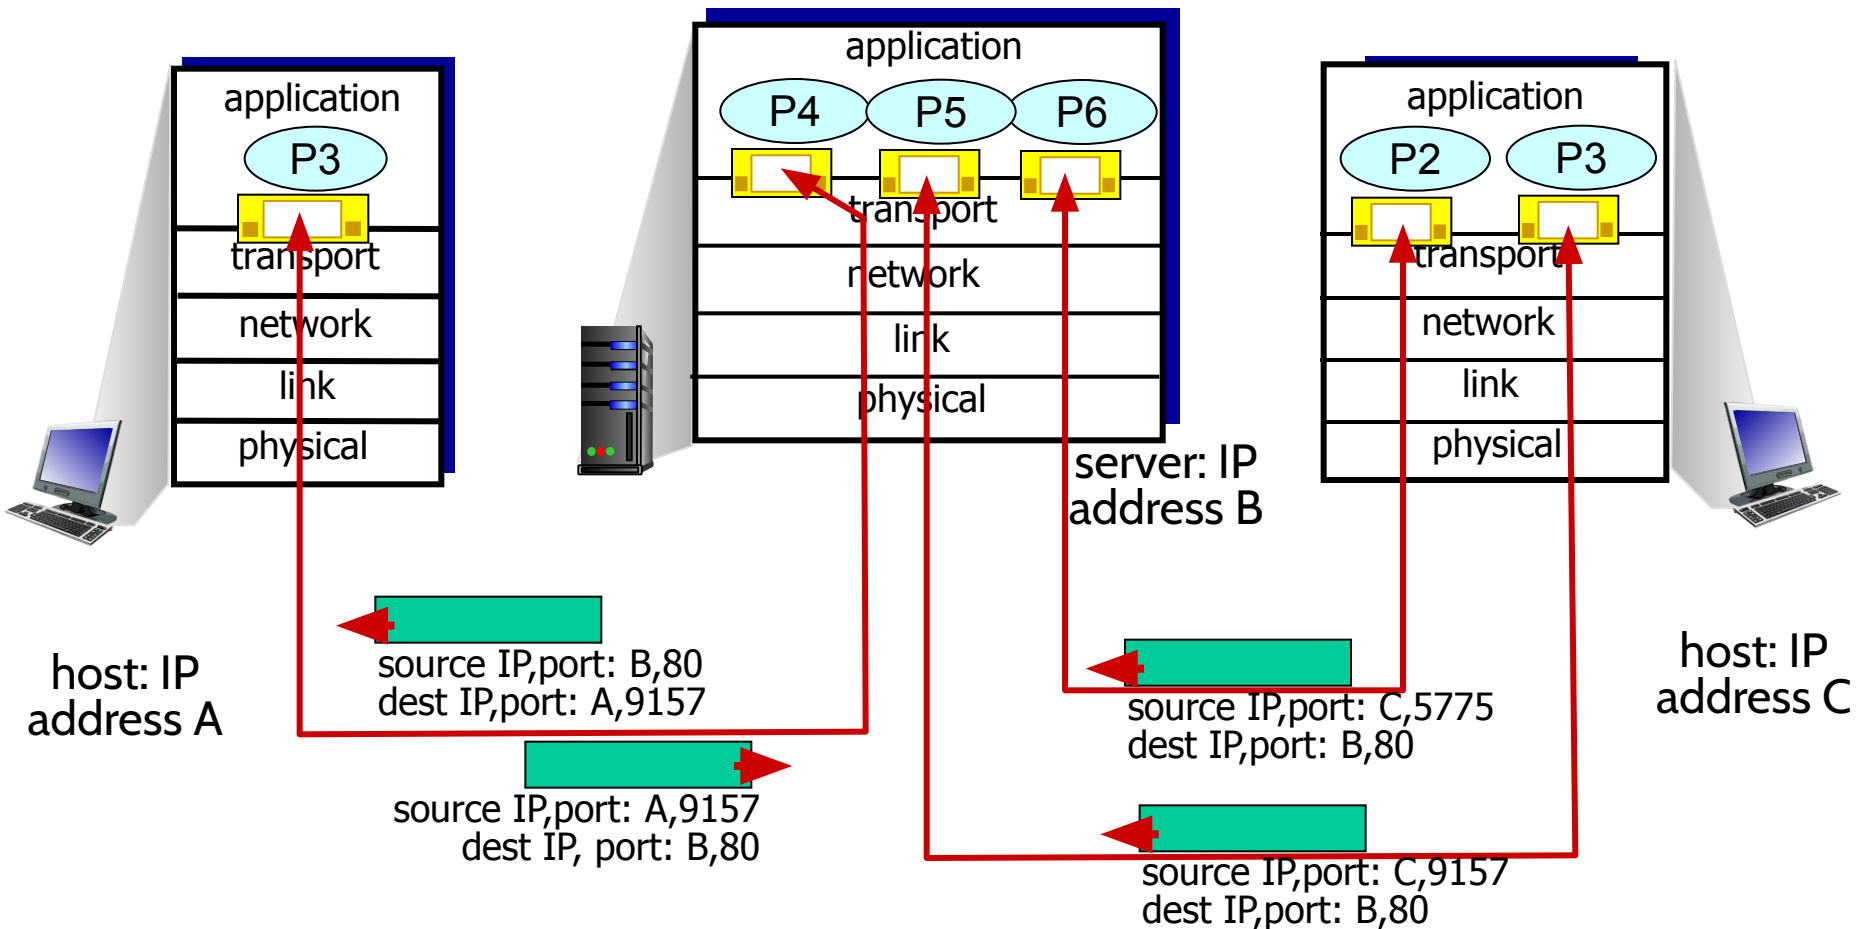 application
P3
transport
network
link
physical
host: IP
address A
application
P4 P5 P6
transport
network
link
physical
server: IP
address B
application
P2 P3
transport
network
link
physical
host: IP
address C
source IP,port: B,80
dest IP,port: A,9157
source IP,port: A,9157
dest IP, port: B,80
source IP,port: C,5775
dest IP,port: B,80
source IP,port: C,9157
dest IP,port: B,80